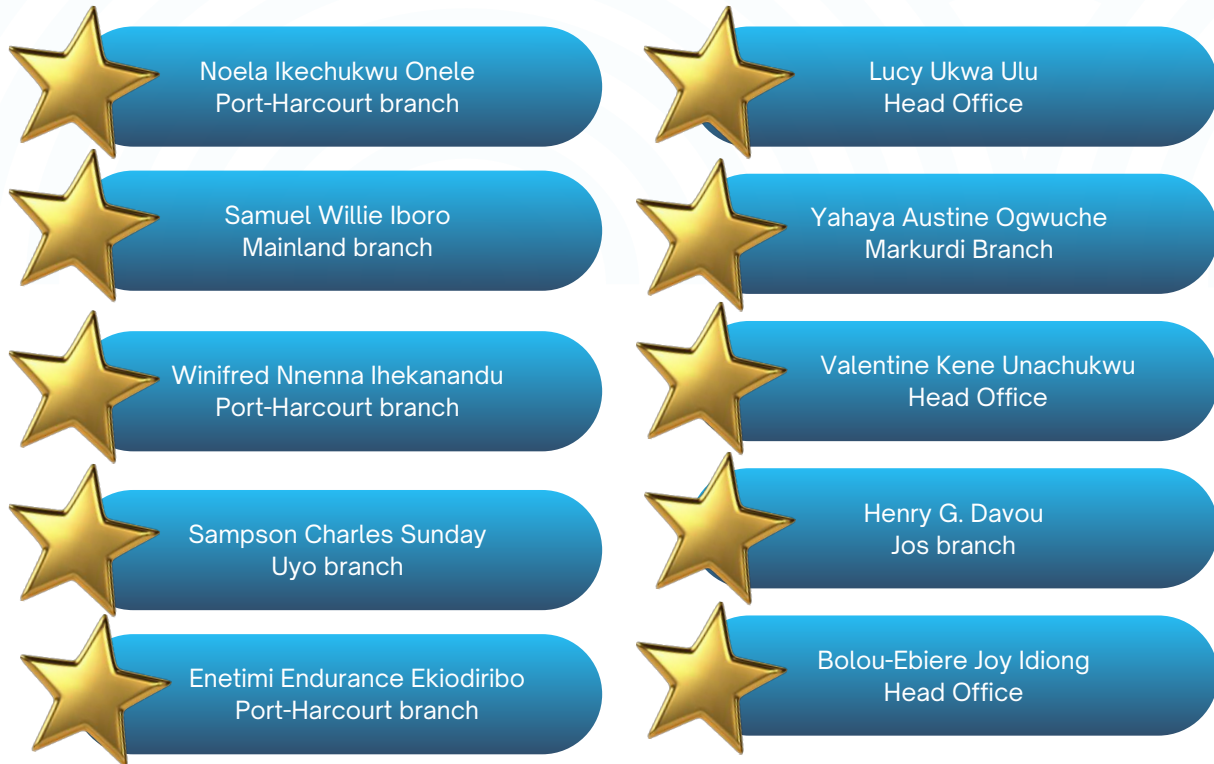 Noela Ikechukwu Onele
Port-Harcourt branch
Samuel Willie Iboro
Mainland branch
Winifred Nnenna Ihekanandu
Port-Harcourt branch
Sampson Charles Sunday
Uyo branch
Enetimi Endurance Ekiodiribo
Port-Harcourt branch
Lucy Ukwa Ulu
Head Office
Yahaya Austine Ogwuche
Markurdi Branch
Valentine Kene Unachukwu
Head Office
Henry G. Davou
Jos branch
Bolou-Ebiere Joy Idiong
Head Office